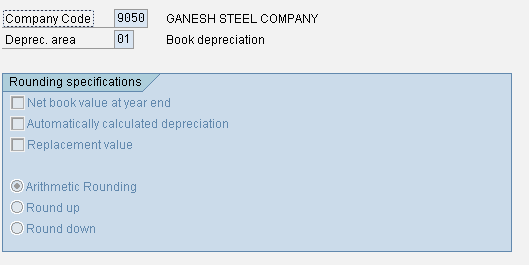 Company Code 9050 GANESH STEEL COMPANY
Deprec. area 01 Book depreciation
Rounding specifications
Net book value at year end
Automatically calculated depreciation
Replacement value
Arithmetic Rounding
Round up
Round down